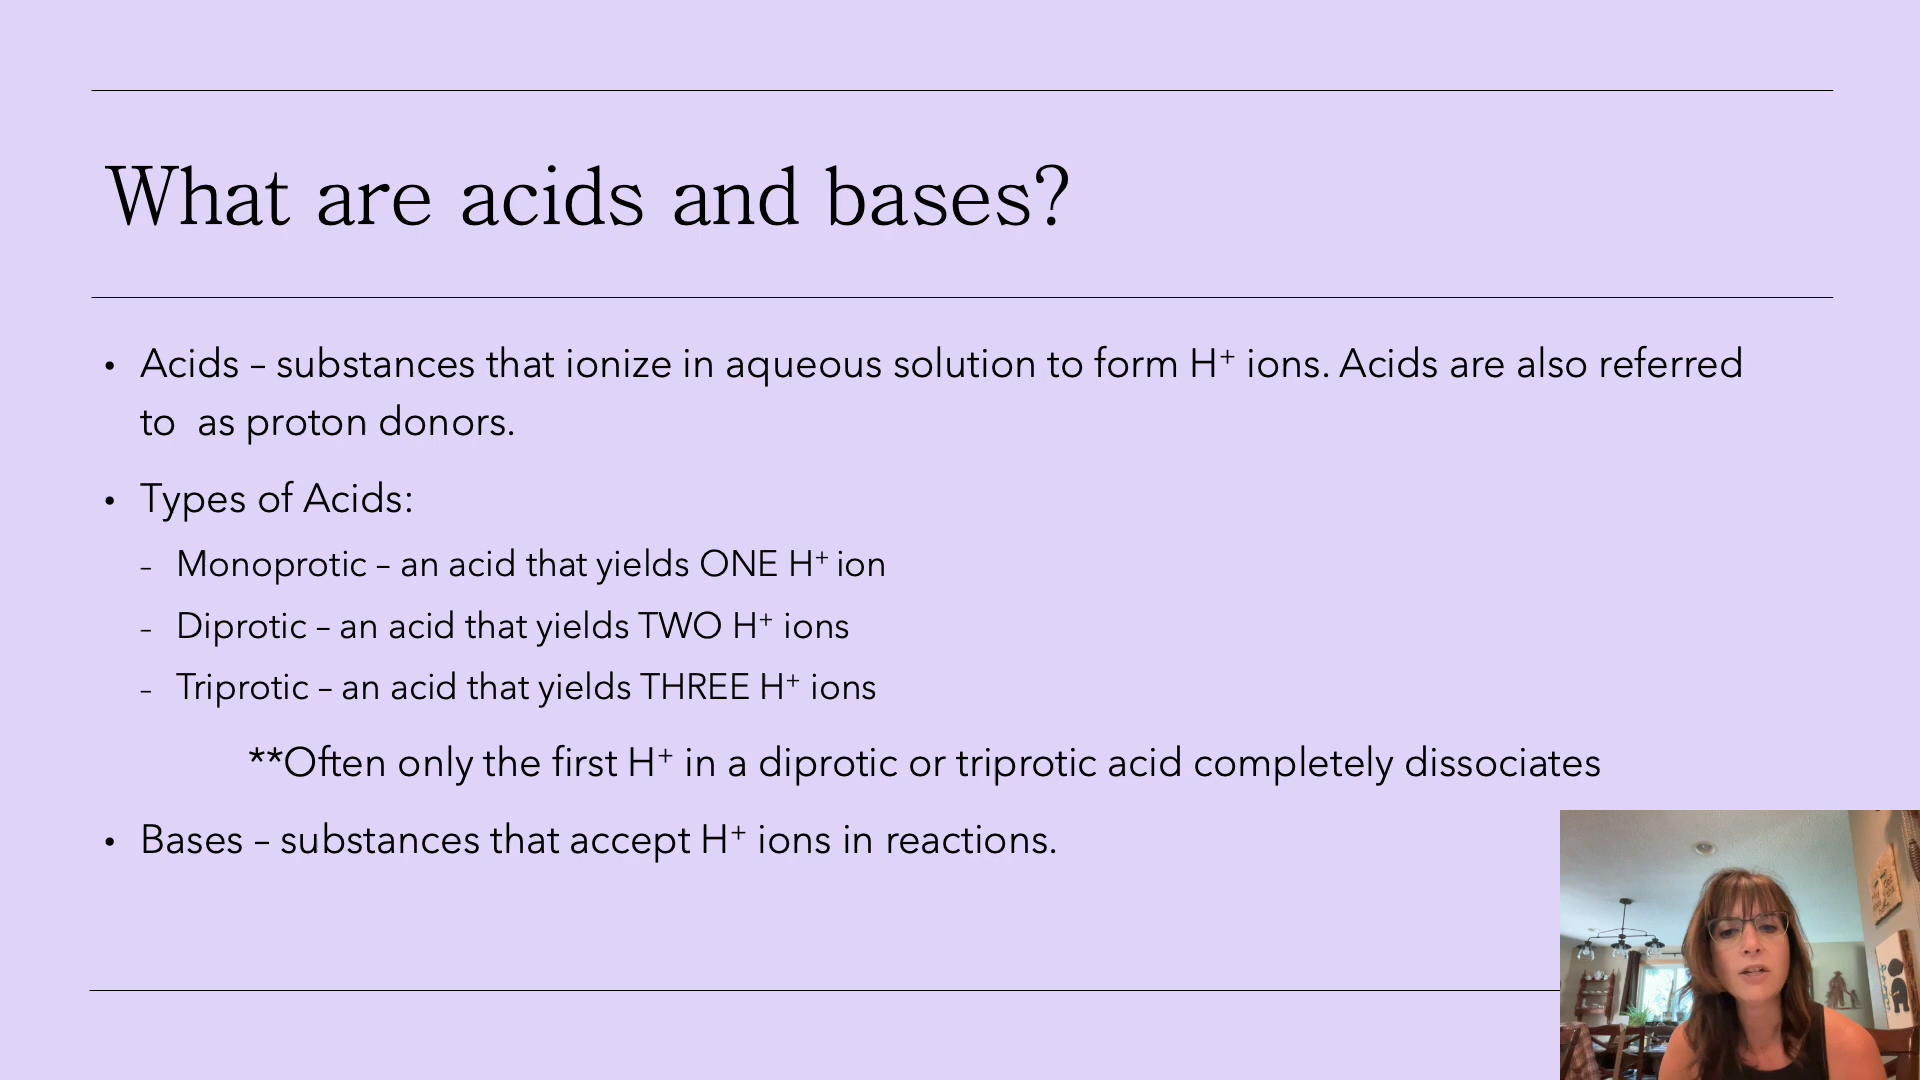 What are acids and bases?
• Acids – substances that ionize in aqueous solution to form H⁺ ions. Acids are also referred
to  as proton donors.
• Types of Acids:
– Monoprotic – an acid that yields ONE H⁺ ion
– Diprotic – an acid that yields TWO H⁺ ions
– Triprotic – an acid that yields THREE H⁺ ions
**Often only the first H⁺ in a diprotic or triprotic acid completely dissociates
• Bases – substances that accept H⁺ ions in reactions.